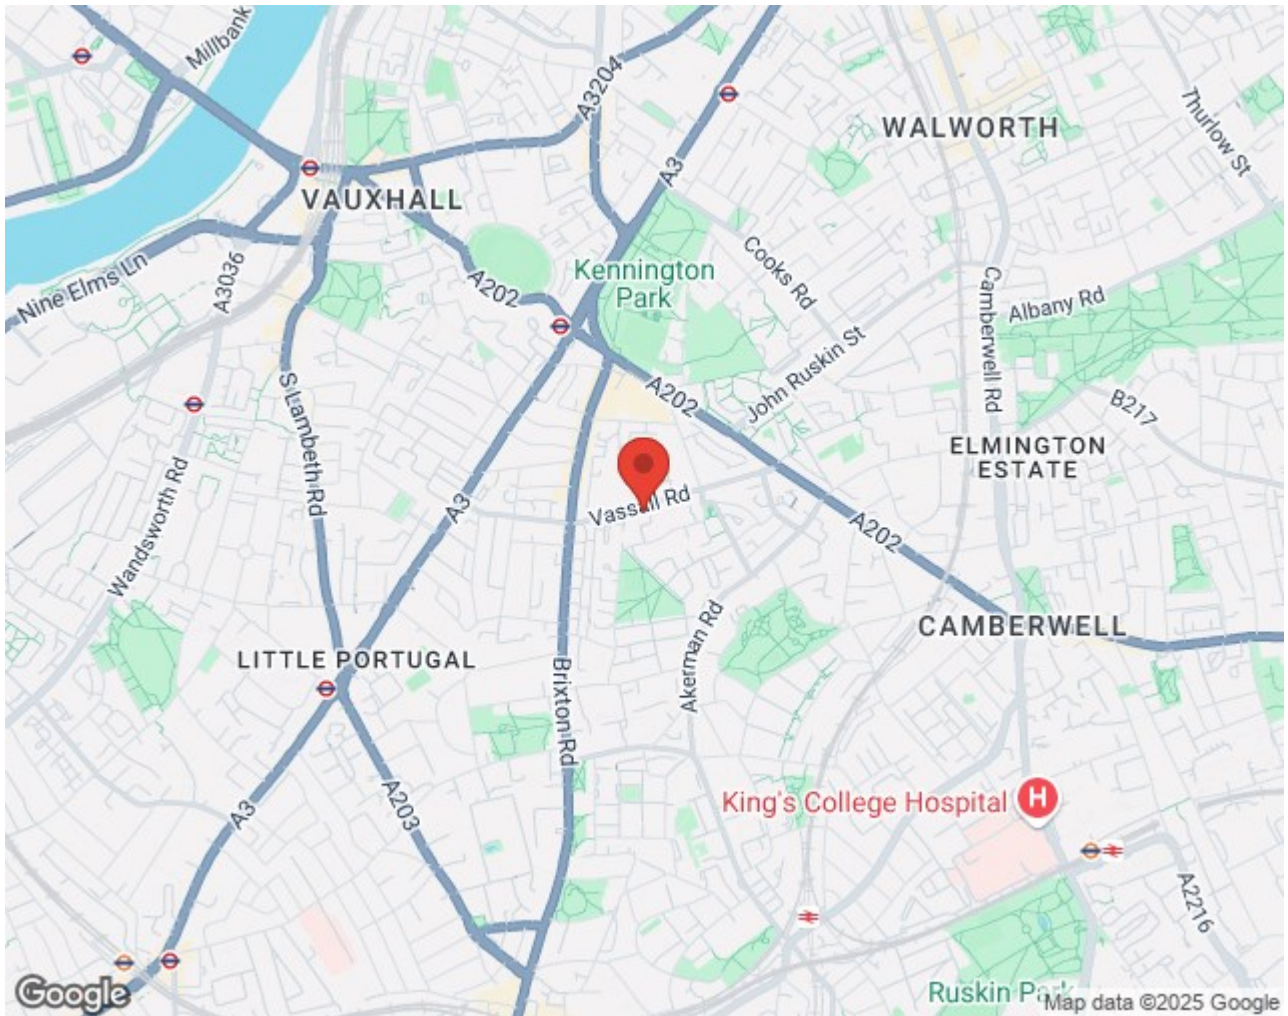 Millbank
A3204
Thurlow St
WALWORTH
A3
VAUXHALL
Cooks Rd
Nine Elms Ln
A3036
A202
Kennington
Park
Camberwell Rd
Albany Rd
John Ruskin St
S Lambeth Rd
A202
B217
ELMINGTON
ESTATE
Wandsworth Rd
A3
Vassall Rd
A202
Akerman Rd
CAMBERWELL
LITTLE PORTUGAL
Brixton Rd
A203
A3
King's College Hospital
H
A2216
Google
Ruskin Park
Map data ©2025 Google